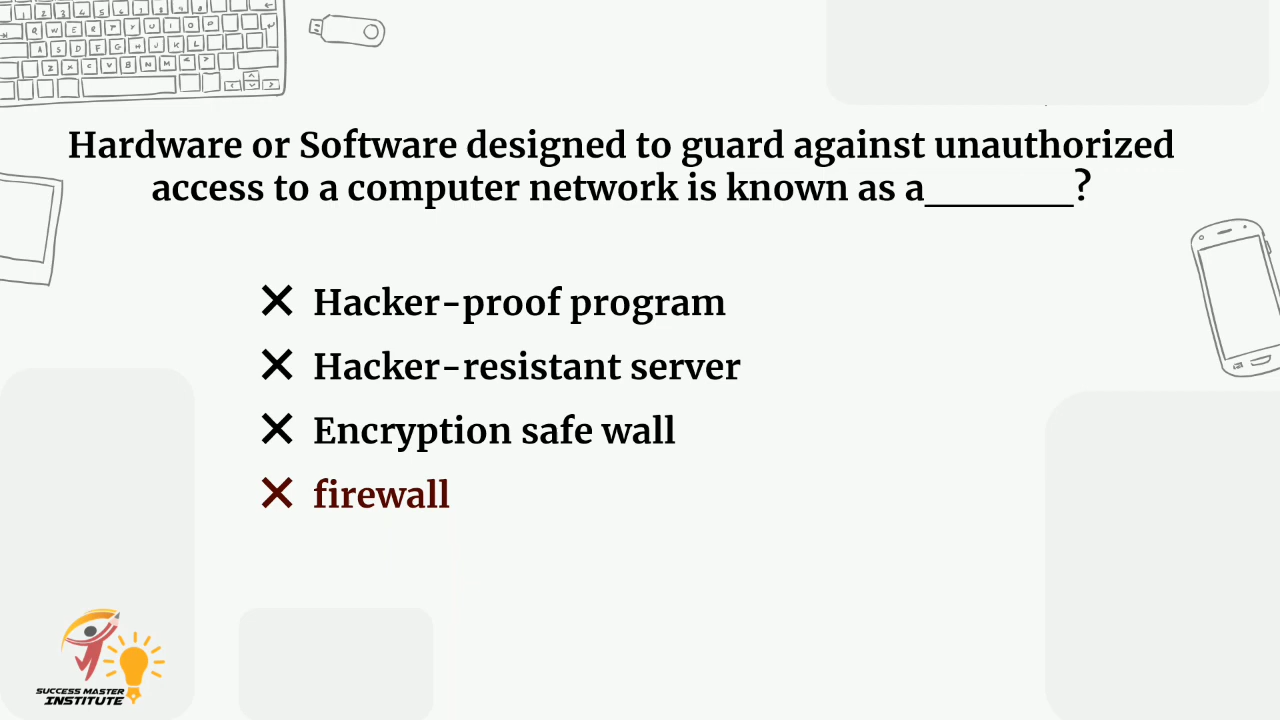 Hardware or Software designed to guard against unauthorized
access to a computer network is known as a______?
Hacker-proof program
Hacker-resistant server
Encryption safe wall
firewall
SUCCESS MASTER
INSTITUTE